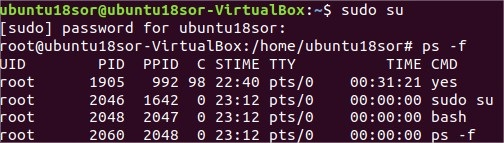 ubuntu18sor@ubuntu18sor-VirtualBox:~$ sudo su
[sudo] password for ubuntu18sor:
root@ubuntu18sor-VirtualBox:/home/ubuntu18sor# ps -f
UID        PID  PPID  C STIME TTY          TIME CMD
root      1905   992 98 22:40 pts/0    00:31:21 yes
root      2046  1642  0 23:12 pts/0    00:00:00 sudo su
root      2048  2047  0 23:12 pts/0    00:00:00 bash
root      2060  2048  0 23:12 pts/0    00:00:00 ps -f